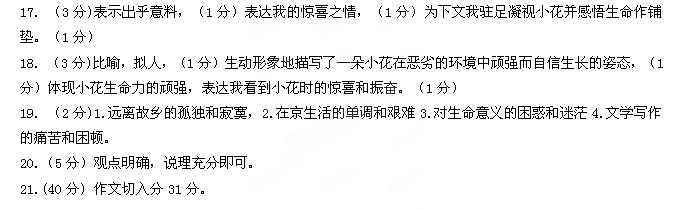 17. （3分)表示出乎意料，（1分）表达我的惊喜之情，（1分）为下文我驻足凝视小花并感悟生命作铺
垫。（1分）
18. （3分)比喻，拟人，（1分）生动形象地描写了一朵小花在恶劣的环境中顽强而自信生长的姿态，（1
分）体现小花生命力的顽强，表达我看到小花时的惊喜和振奋。（1分）
19. （2分)1.远离故乡的孤独和寂寞，2.在京生活的单调和艰难 3.对生命意义的困惑和迷茫 4.文学写作
的痛苦和困顿。
20.（5分）观点明确，说理充分即可。
21.(40分) 作文切入分 31分。